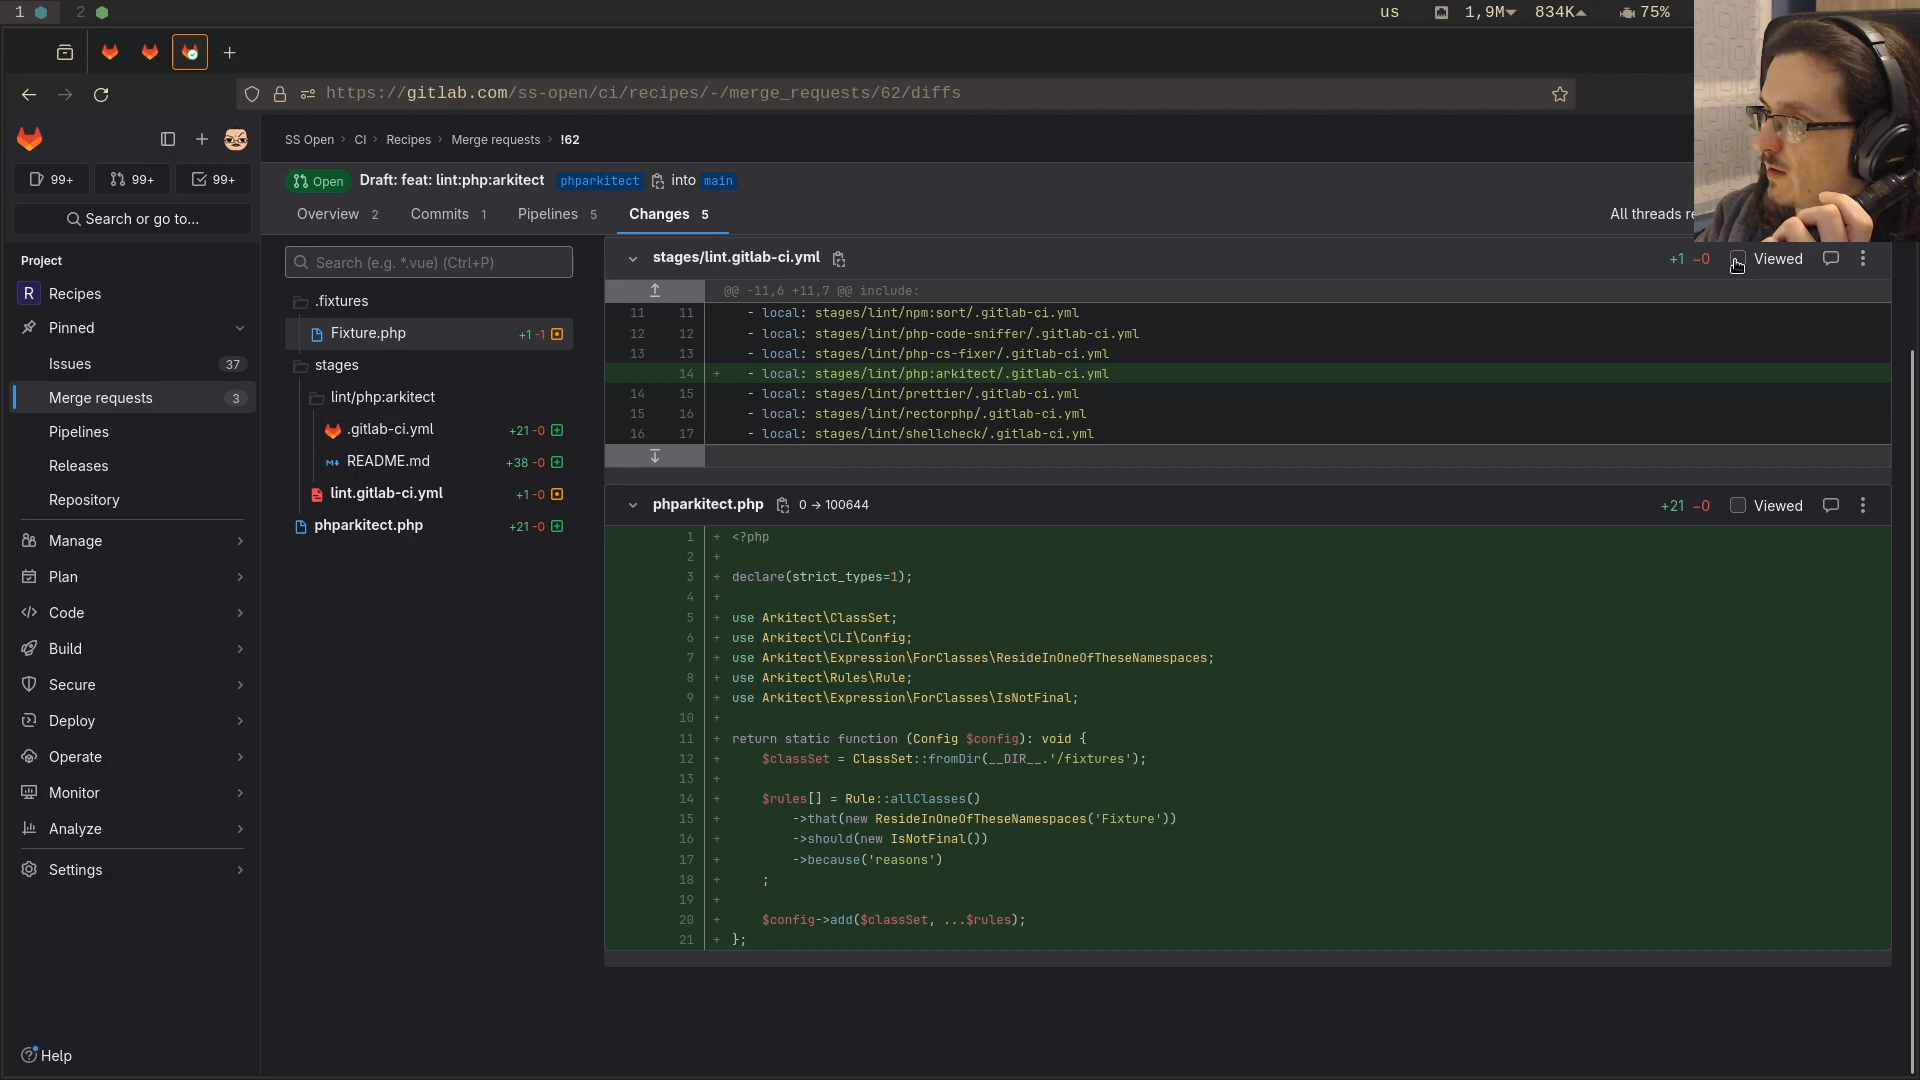 1 2 us 1,9M 834K 75%
https://gitlab.com/ss-open/ci/recipes/-/merge_requests/62/diffs
SS Open › CI › Recipes › Merge requests › !62
99+ 99+ 99+
Open Draft: feat: lint:php:arkitect phparkitect into main
Search or go to...
Overview 2 Commits 1 Pipelines 5 Changes 5 All threads re
Project
R Recipes
Pinned
Issues 37
Merge requests 3
Pipelines
Releases
Repository
Manage
Plan
Code
Build
Secure
Deploy
Operate
Monitor
Analyze
Settings
Help
Search (e.g. *.vue) (Ctrl+P)
.fixtures
Fixture.php +1 -1
stages
lint/php:arkitect
.gitlab-ci.yml +21 -0
README.md +38 -0
lint.gitlab-ci.yml +1 -0
phparkitect.php +21 -0
stages/lint.gitlab-ci.yml +1 −0 Viewed
@@ -11,6 +11,7 @@ include:
11 11 - local: stages/lint/npm:sort/.gitlab-ci.yml
12 12 - local: stages/lint/php-code-sniffer/.gitlab-ci.yml
13 13 - local: stages/lint/php-cs-fixer/.gitlab-ci.yml
14 + - local: stages/lint/php:arkitect/.gitlab-ci.yml
14 15 - local: stages/lint/prettier/.gitlab-ci.yml
15 16 - local: stages/lint/rectorphp/.gitlab-ci.yml
16 17 - local: stages/lint/shellcheck/.gitlab-ci.yml
phparkitect.php 0 → 100644 +21 −0 Viewed
1 + <?php
2 +
3 + declare(strict_types=1);
4 +
5 + use Arkitect\ClassSet;
6 + use Arkitect\CLI\Config;
7 + use Arkitect\Expression\ForClasses\ResideInOneOfTheseNamespaces;
8 + use Arkitect\Rules\Rule;
9 + use Arkitect\Expression\ForClasses\IsNotFinal;
10 +
11 + return static function (Config $config): void {
12 + $classSet = ClassSet::fromDir(__DIR__.'/fixtures');
13 +
14 + $rules[] = Rule::allClasses()
15 + ->that(new ResideInOneOfTheseNamespaces('Fixture'))
16 + ->should(new IsNotFinal())
17 + ->because('reasons')
18 + ;
19 +
20 + $config->add($classSet, ...$rules);
21 + };